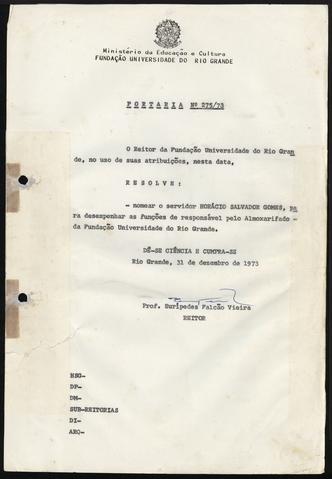 Ministério da Educação e Cultura
FUNDAÇÃO UNIVERSIDADE DO RIO GRANDE
PORTARIA Nº 275/73
O Reitor da Fundação Universidade do Rio Gran
de, no uso de suas atribuições, nesta data,
RESOLVE:
- nomear o servidor HORÁCIO SALVADOR GOMES, pa
ra desempenhar as funções de responsável pelo Almoxarifado -
da Fundação Universidade do Rio Grande.
DÊ-SE CIÊNCIA E CUMPRA-SE
Rio Grande, 31 de dezembro de 1973
Prof. Eurípedes Falcão Vieira
REITOR
HSG-
DP-
DM-
SUB-REITORIAS
DI-
ARQ-